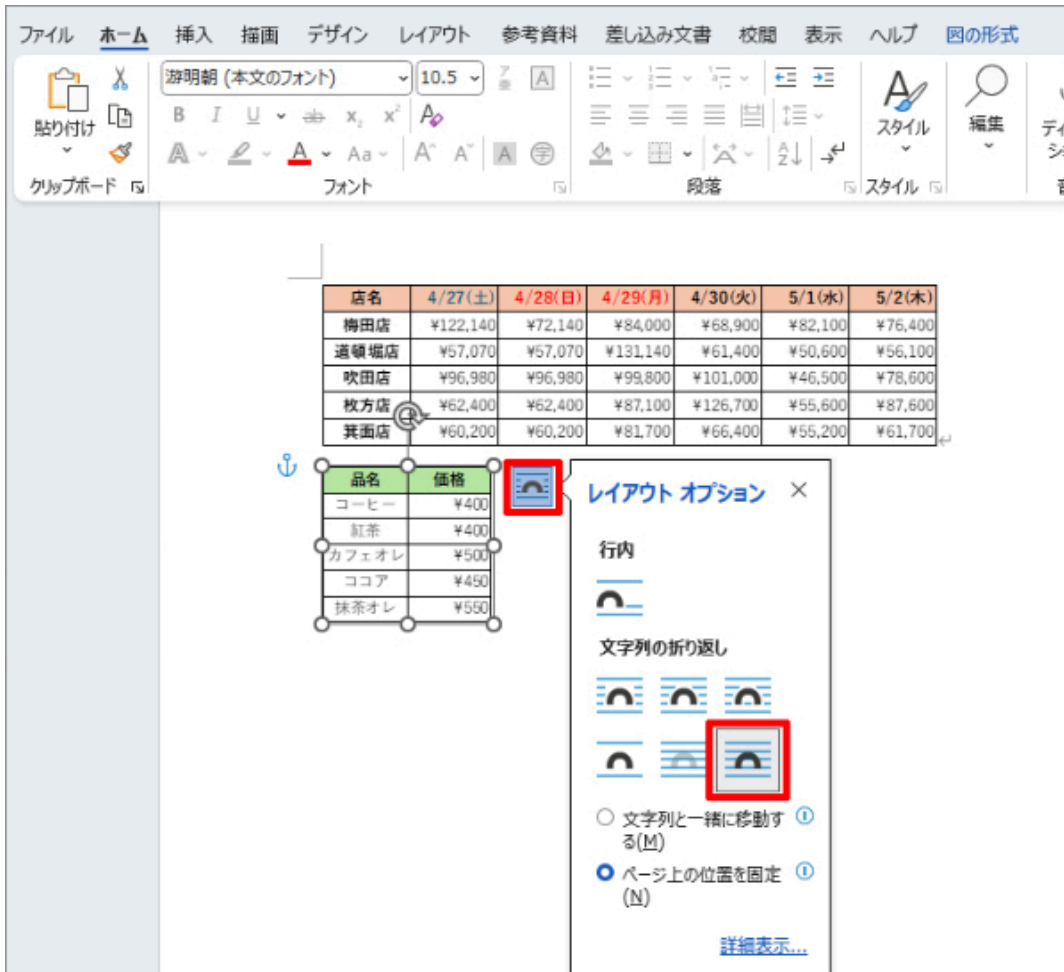 ファイル ホーム 挿入 描画 デザイン レイアウト 参考資料 差し込み文書 校閲 表示 ヘルプ 図の形式
游明朝 (本文のフォント) 10.5
貼り付け
スタイル
編集
クリップボード フォント 段落 スタイル
店名 4/27(土) 4/28(日) 4/29(月) 4/30(火) 5/1(水) 5/2(木)
梅田店 ¥122,140 ¥72,140 ¥84,000 ¥68,900 ¥82,100 ¥76,400
道頓堀店 ¥57,070 ¥57,070 ¥131,140 ¥61,400 ¥50,600 ¥56,100
吹田店 ¥96,980 ¥96,980 ¥99,800 ¥101,000 ¥46,500 ¥78,600
枚方店 ¥62,400 ¥62,400 ¥87,100 ¥126,700 ¥55,600 ¥87,600
箕面店 ¥60,200 ¥60,200 ¥81,700 ¥66,400 ¥55,200 ¥61,700
品名 価格
コーヒー ¥400
紅茶 ¥400
カフェオレ ¥500
ココア ¥450
抹茶オレ ¥550
レイアウト オプション
行内
文字列の折り返し
文字列と一緒に移動す
る(M)
ページ上の位置を固定
(N)
詳細表示...